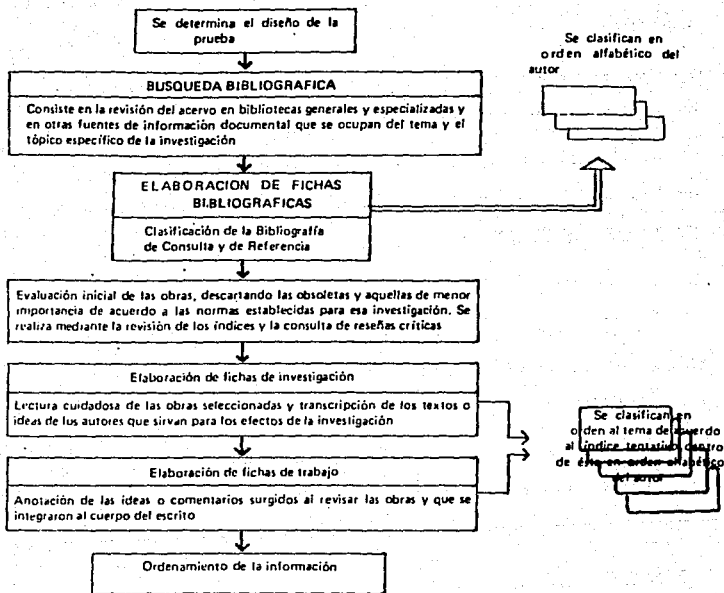 Se determina el diseño de la
prueba
Se clasifican en
orden alfabético del
autor
BUSQUEDA BIBLIOGRAFICA
Consiste en la revisión del acervo en bibliotecas generales y especializadas y
en otras fuentes de información documental que se ocupan del tema y el
tópico específico de la investigación
ELABORACION DE FICHAS
BIBLIOGRAFICAS
Clasificación de la Bibliografía
de Consulta y de Referencia
Evaluación inicial de las obras, descartando las obsoletas y aquellas de menor
importancia de acuerdo a las normas establecidas para esa investigación. Se
realiza mediante la revisión de los índices y la consulta de reseñas críticas
Elaboración de fichas de investigación
Lectura cuidadosa de las obras seleccionadas y transcripción de los textos o
ideas de los autores que sirvan para los efectos de la investigación
Se clasifican en
orden al tema de acuerdo
al índice tentativo dentro
de éste en orden alfabético
del autor
Elaboración de fichas de trabajo
Anotación de las ideas o comentarios surgidos al revisar las obras y que se
integraron al cuerpo del escrito
Ordenamiento de la información